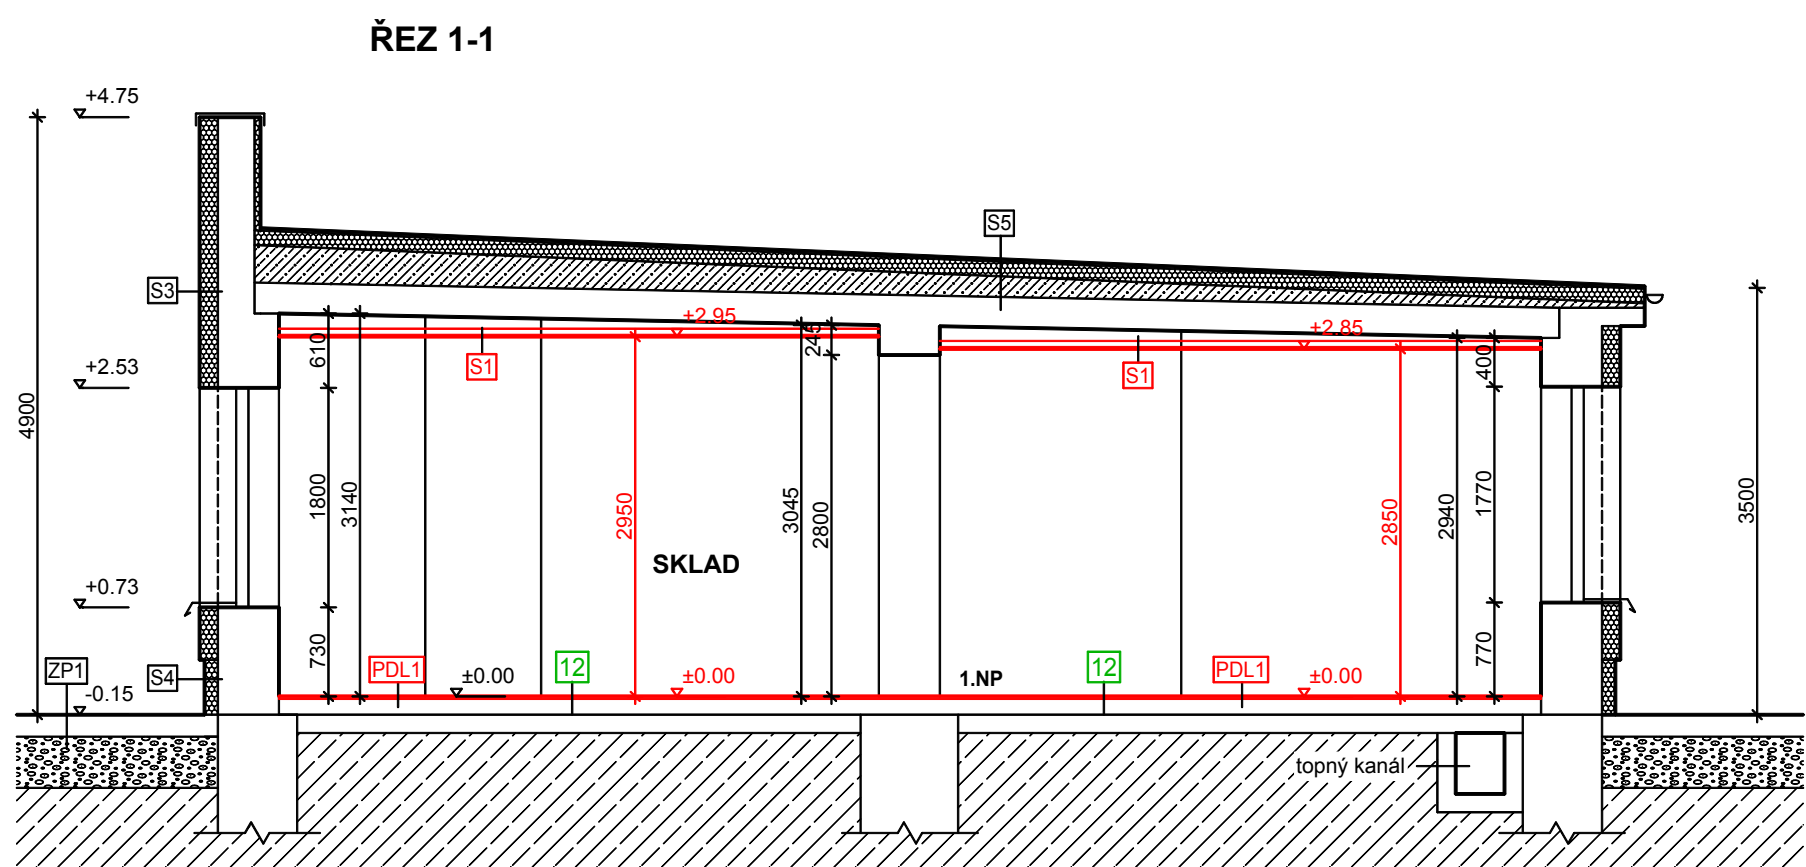 ŘEZ 1-1
+4.75
S5
S3
+2.95
+2.85
610
245
S1
S1
400
+2.53
4900
1800
3140
2950
3045
2800
2850
2940
1770
3500
SKLAD
+0.73
730
770
ZP1
S4
-0.15
PDL1
±0.00
12
±0.00
1.NP
12
PDL1
±0.00
topný kanál